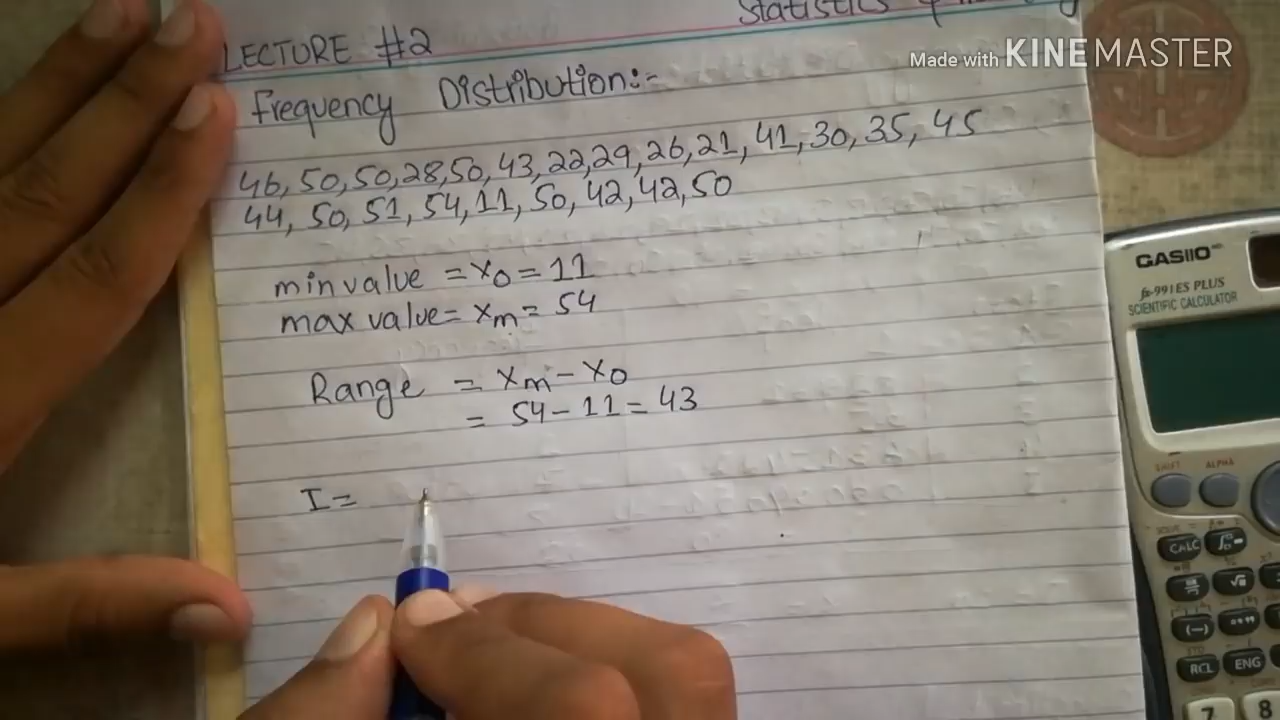 Statistics
Made with KINEMASTER
LECTURE #2
Frequency Distribution:-
46, 50, 50, 28, 50, 43, 22, 29, 26, 21, 41, 30, 35, 45
44, 50, 51, 54, 11, 50, 42, 42, 50
min value = x0 = 11
max value = xm = 54
Range = xm - x0
= 54 - 11 = 43
I =
CASIO
fx-991ES PLUS
SCIENTIFIC CALCULATOR
SHIFT ALPHA
SOLVE
CALC
√
(-)
STO
RCL ENG
7 8